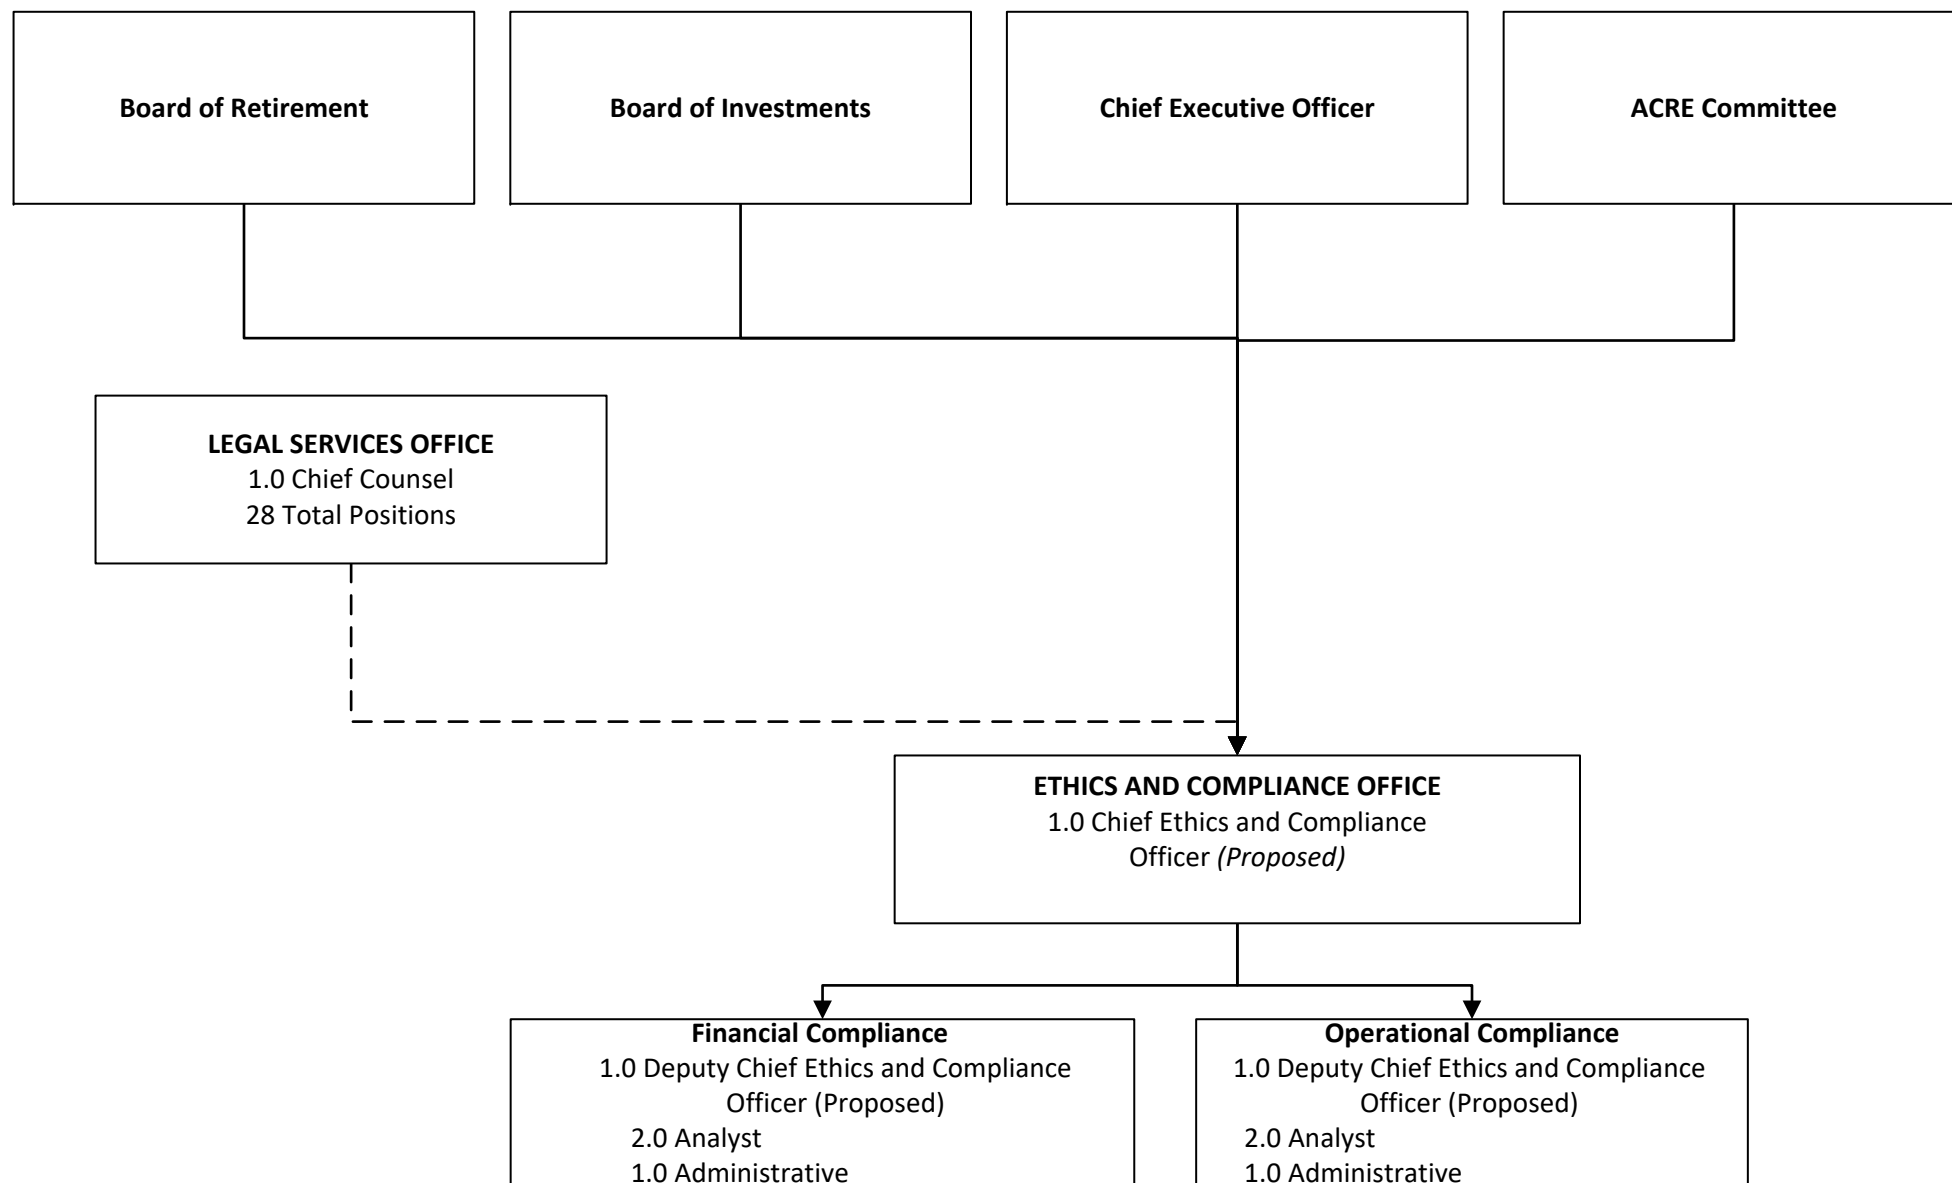 Board of Retirement
Board of Investments
Chief Executive Officer
ACRE Committee
LEGAL SERVICES OFFICE
1.0 Chief Counsel
28 Total Positions
ETHICS AND COMPLIANCE OFFICE
1.0 Chief Ethics and Compliance
Officer (Proposed)
Financial Compliance
1.0 Deputy Chief Ethics and Compliance
Officer (Proposed)
2.0 Analyst
1.0 Administrative
Operational Compliance
1.0 Deputy Chief Ethics and Compliance
Officer (Proposed)
2.0 Analyst
1.0 Administrative